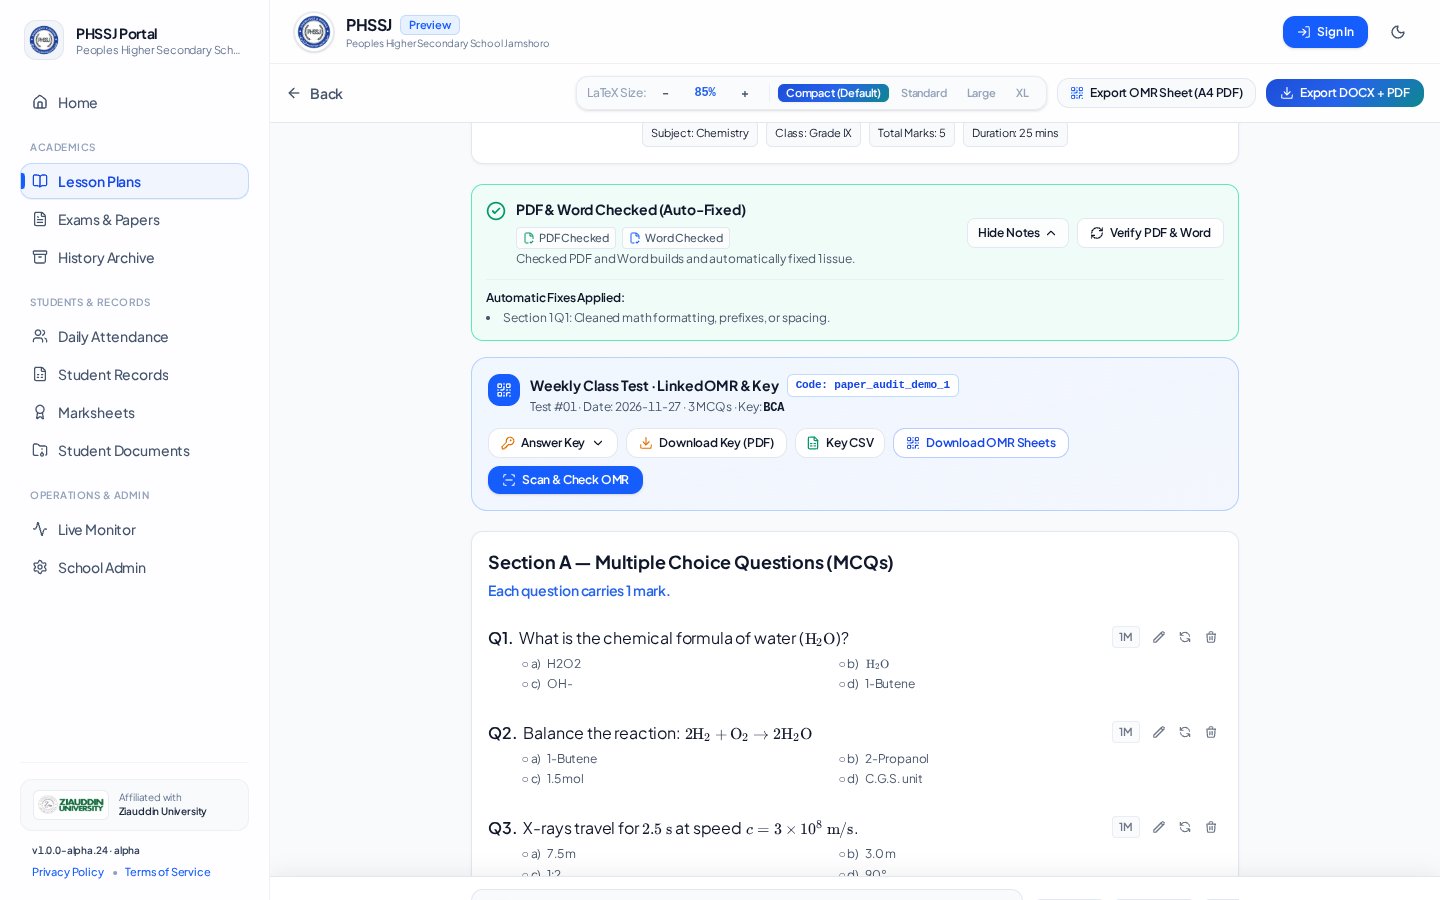 PHSSJ Portal
Peoples Higher Secondary Sch...
Home
ACADEMICS
Lesson Plans
Exams & Papers
History Archive
STUDENTS & RECORDS
Daily Attendance
Student Records
Marksheets
Student Documents
OPERATIONS & ADMIN
Live Monitor
School Admin
ZIAUDDIN UNIVERSITY
Affiliated with
Ziauddin University
v1.0.0-alpha.24 · alpha
Privacy Policy • Terms of Service
PHSSJ Preview
Peoples Higher Secondary School Jamshoro
Sign In
Back
LaTeX Size: - 85% + Compact (Default) Standard Large XL
Export OMR Sheet (A4 PDF)
Export DOCX + PDF
Subject: Chemistry Class: Grade IX Total Marks: 5 Duration: 25 mins
PDF & Word Checked (Auto-Fixed)
PDF Checked Word Checked
Checked PDF and Word builds and automatically fixed 1 issue.
Hide Notes Verify PDF & Word
Automatic Fixes Applied:
• Section 1 Q1: Cleaned math formatting, prefixes, or spacing.
Weekly Class Test · Linked OMR & Key Code: paper_audit_demo_1
Test #01 · Date: 2026-11-27 · 3 MCQs · Key: BCA
Answer Key Download Key (PDF) Key CSV Download OMR Sheets
Scan & Check OMR
Section A — Multiple Choice Questions (MCQs)
Each question carries 1 mark.
Q1. What is the chemical formula of water (H₂O)? 1M
○ a) H2O2 ○ b) H₂O
○ c) OH- ○ d) 1-Butene
Q2. Balance the reaction: 2H₂ + O₂ → 2H₂O 1M
○ a) 1-Butene ○ b) 2-Propanol
○ c) 1.5 mol ○ d) C.G.S. unit
Q3. X-rays travel for 2.5 s at speed c = 3 × 10⁸ m/s. 1M
○ a) 7.5 m ○ b) 3.0 m
○ c) 1:2 ○ d) 90°